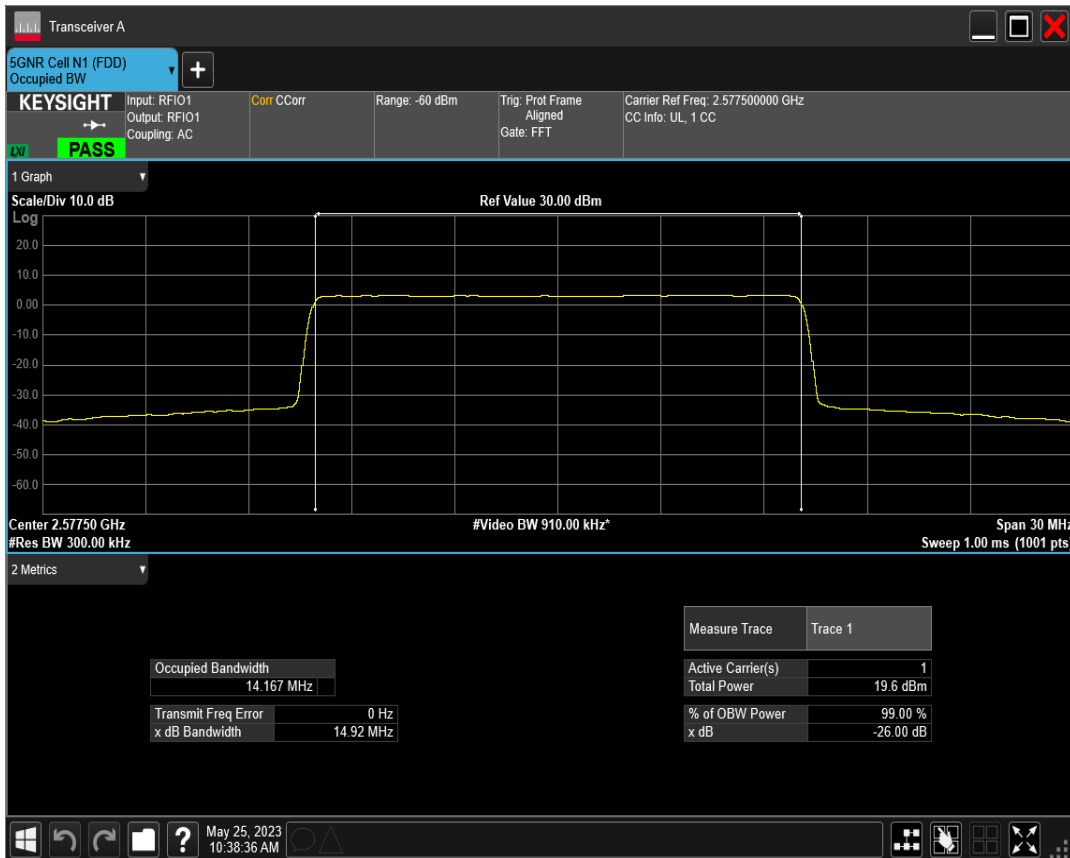 Transceiver A
5GNR Cell N1 (FDD)
Occupied BW
+
KEYSIGHT
LXI
PASS
Input: RFIO1
Output: RFIO1
Coupling: AC
Corr CCorr
Range: -60 dBm
Trig: Prot Frame
Aligned
Gate: FFT
Carrier Ref Freq: 2.577500000 GHz
CC Info: UL, 1 CC
1 Graph
Scale/Div 10.0 dB
Ref Value 30.00 dBm
Log
20.0
10.0
0.00
-10.0
-20.0
-30.0
-40.0
-50.0
-60.0
Center 2.57750 GHz
#Video BW 910.00 kHz*
Span 30 MHz
#Res BW 300.00 kHz
Sweep 1.00 ms (1001 pts)
2 Metrics
Measure Trace Trace 1
Occupied Bandwidth
14.167 MHz
Active Carrier(s) 1
Total Power 19.6 dBm
Transmit Freq Error 0 Hz
x dB Bandwidth 14.92 MHz
% of OBW Power 99.00 %
x dB -26.00 dB
?
May 25, 2023
10:38:36 AM